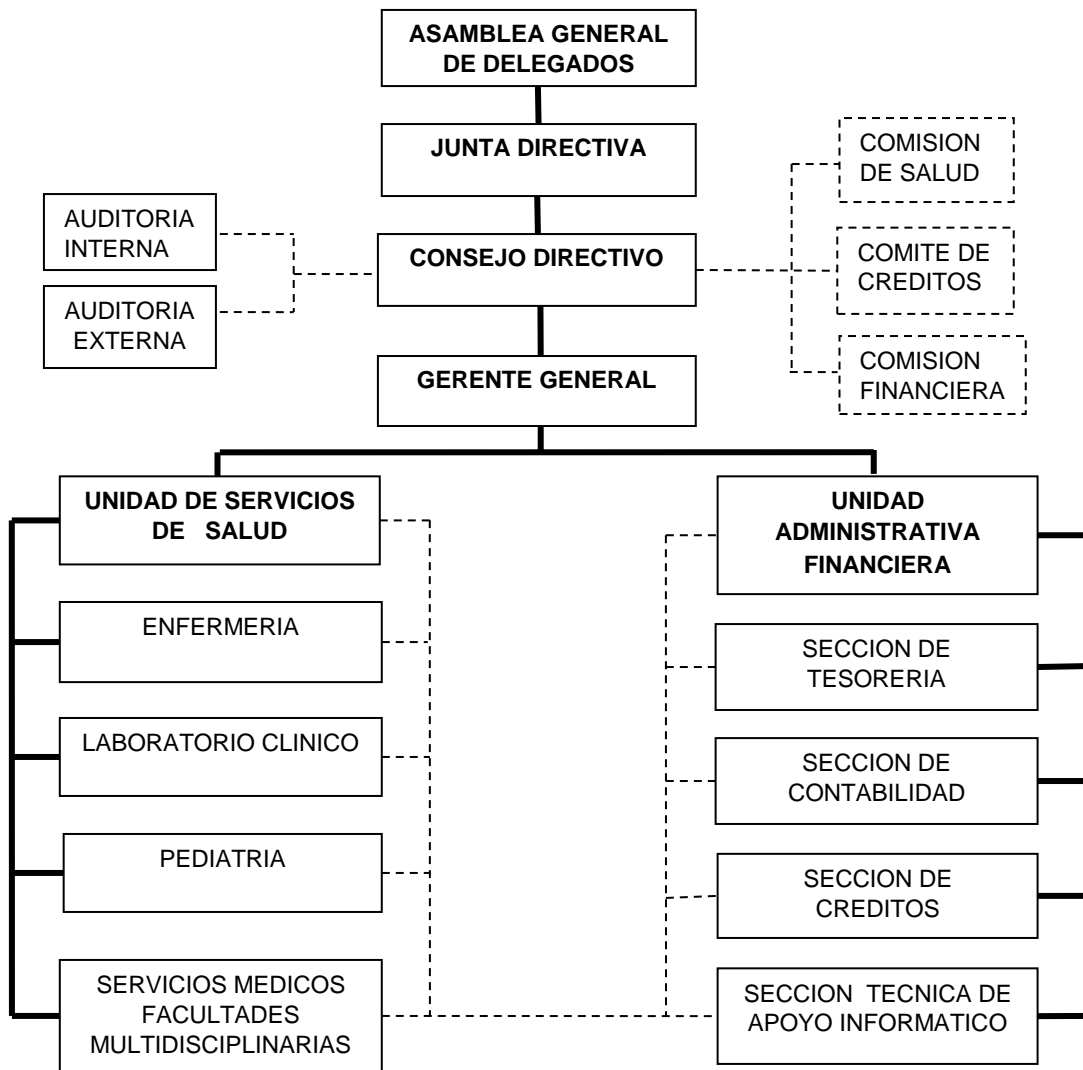 ASAMBLEA GENERAL
DE DELEGADOS
JUNTA DIRECTIVA
COMISION
DE SALUD
AUDITORIA
INTERNA
CONSEJO DIRECTIVO
COMITE DE
CREDITOS
AUDITORIA
EXTERNA
GERENTE GENERAL
COMISION
FINANCIERA
UNIDAD DE SERVICIOS
DE SALUD
UNIDAD
ADMINISTRATIVA
FINANCIERA
ENFERMERIA
SECCION DE
TESORERIA
LABORATORIO CLINICO
SECCION DE
CONTABILIDAD
PEDIATRIA
SECCION DE
CREDITOS
SERVICIOS MEDICOS
FACULTADES
MULTIDISCIPLINARIAS
SECCION TECNICA DE
APOYO INFORMATICO